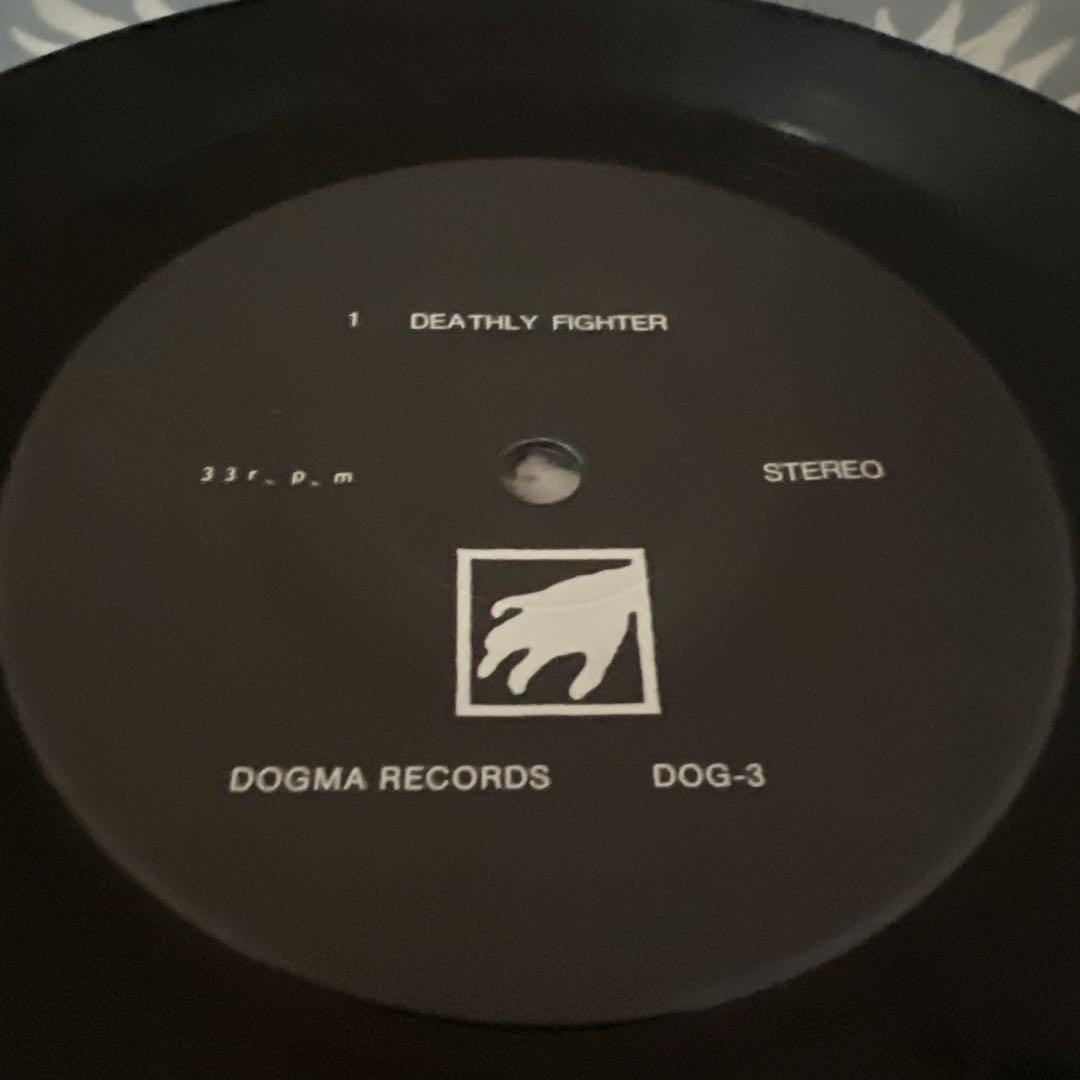 1 DEATHLY FIGHTER
33r.p.m STEREO
DOGMA RECORDS DOG-3